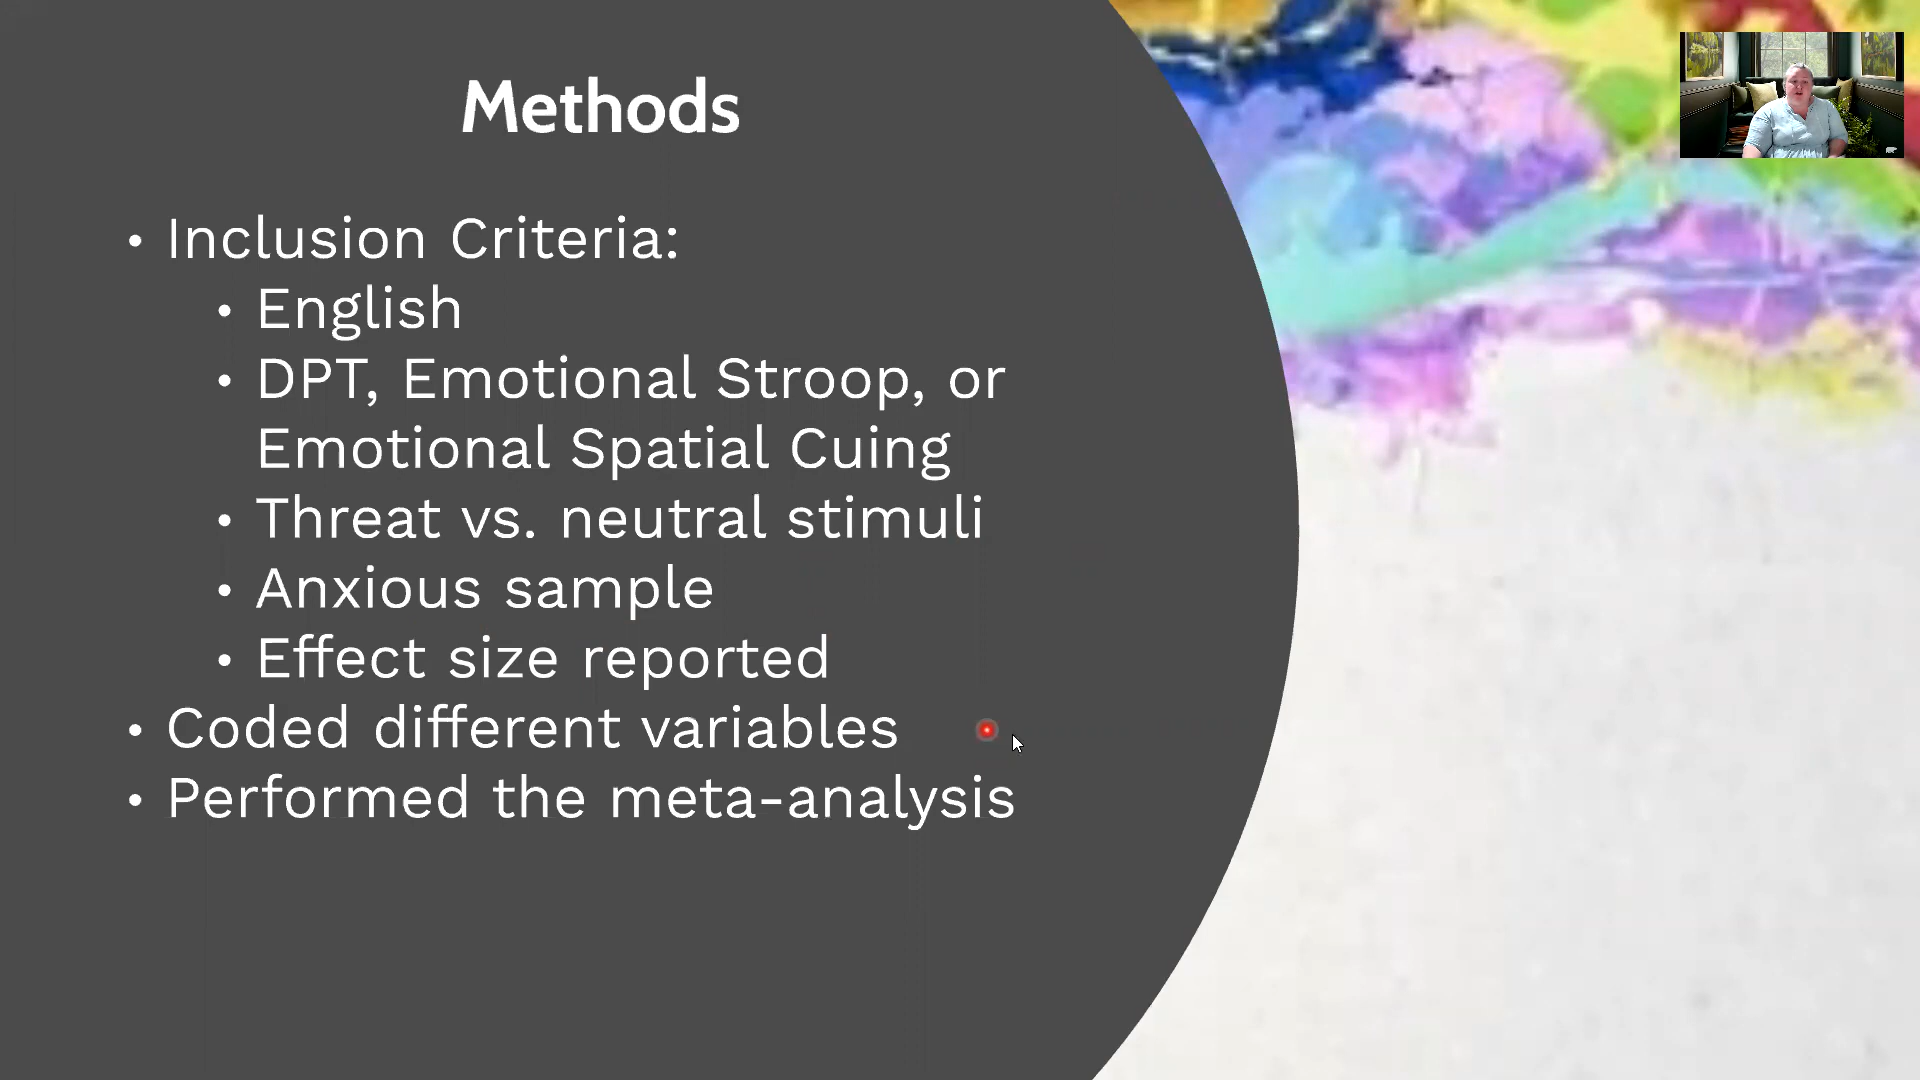 Methods
• Inclusion Criteria:
• English
• DPT, Emotional Stroop, or
Emotional Spatial Cuing
• Threat vs. neutral stimuli
• Anxious sample
• Effect size reported
• Coded different variables
• Performed the meta-analysis